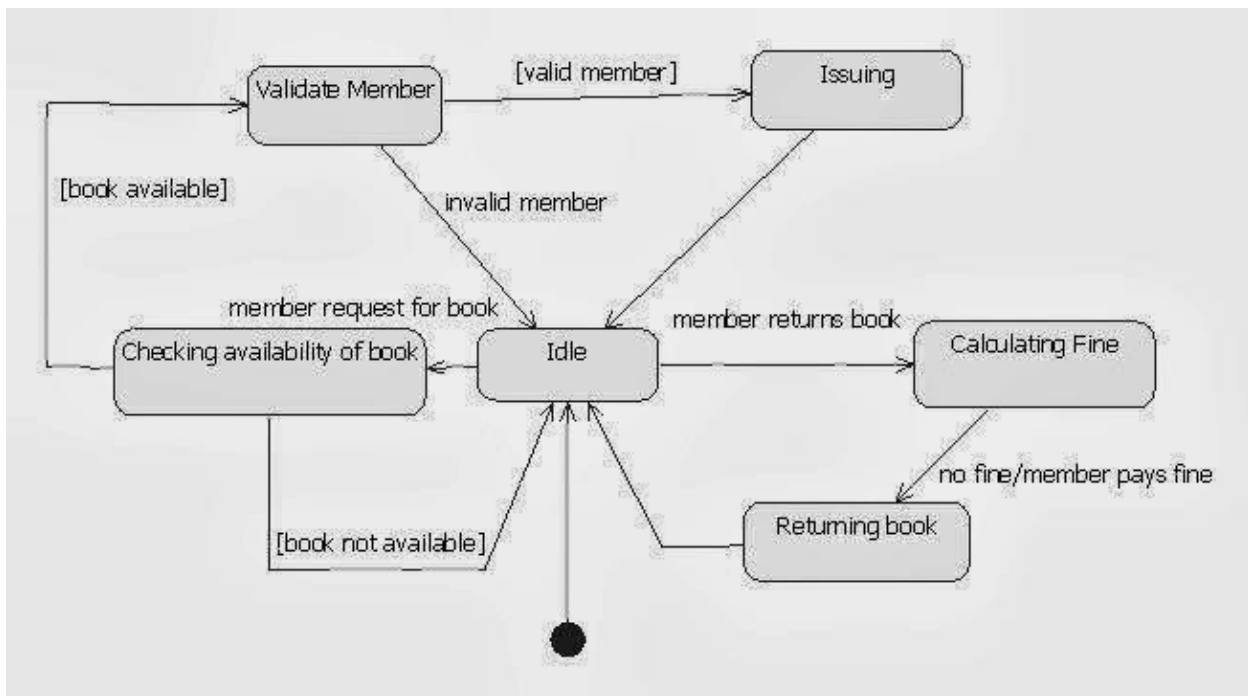 Validate Member
[valid member]
Issuing
[book available]
invalid member
member request for book
member returns book
Checking availability of book
Idle
Calculating Fine
no fine/member pays fine
[book not available]
Returning book